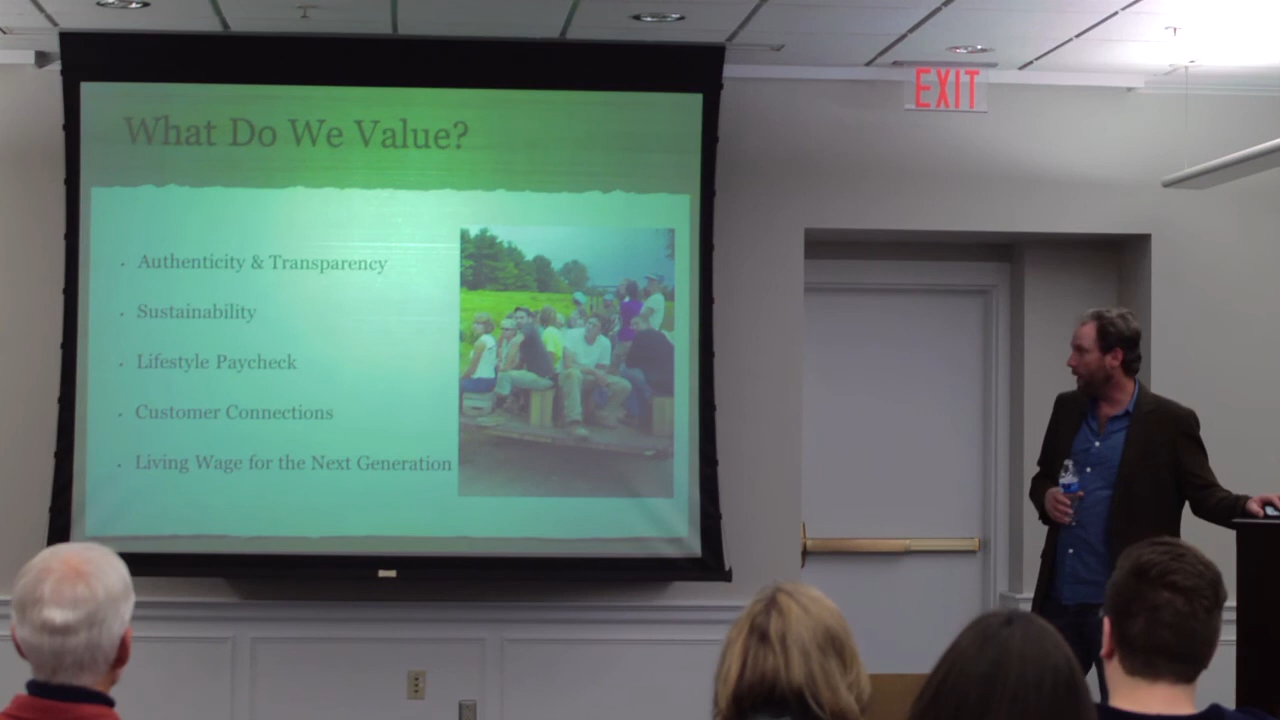 What Do We Value?
Authenticity & Transparency
Sustainability
Lifestyle Paycheck
Customer Connections
Living Wage for the Next Generation
EXIT